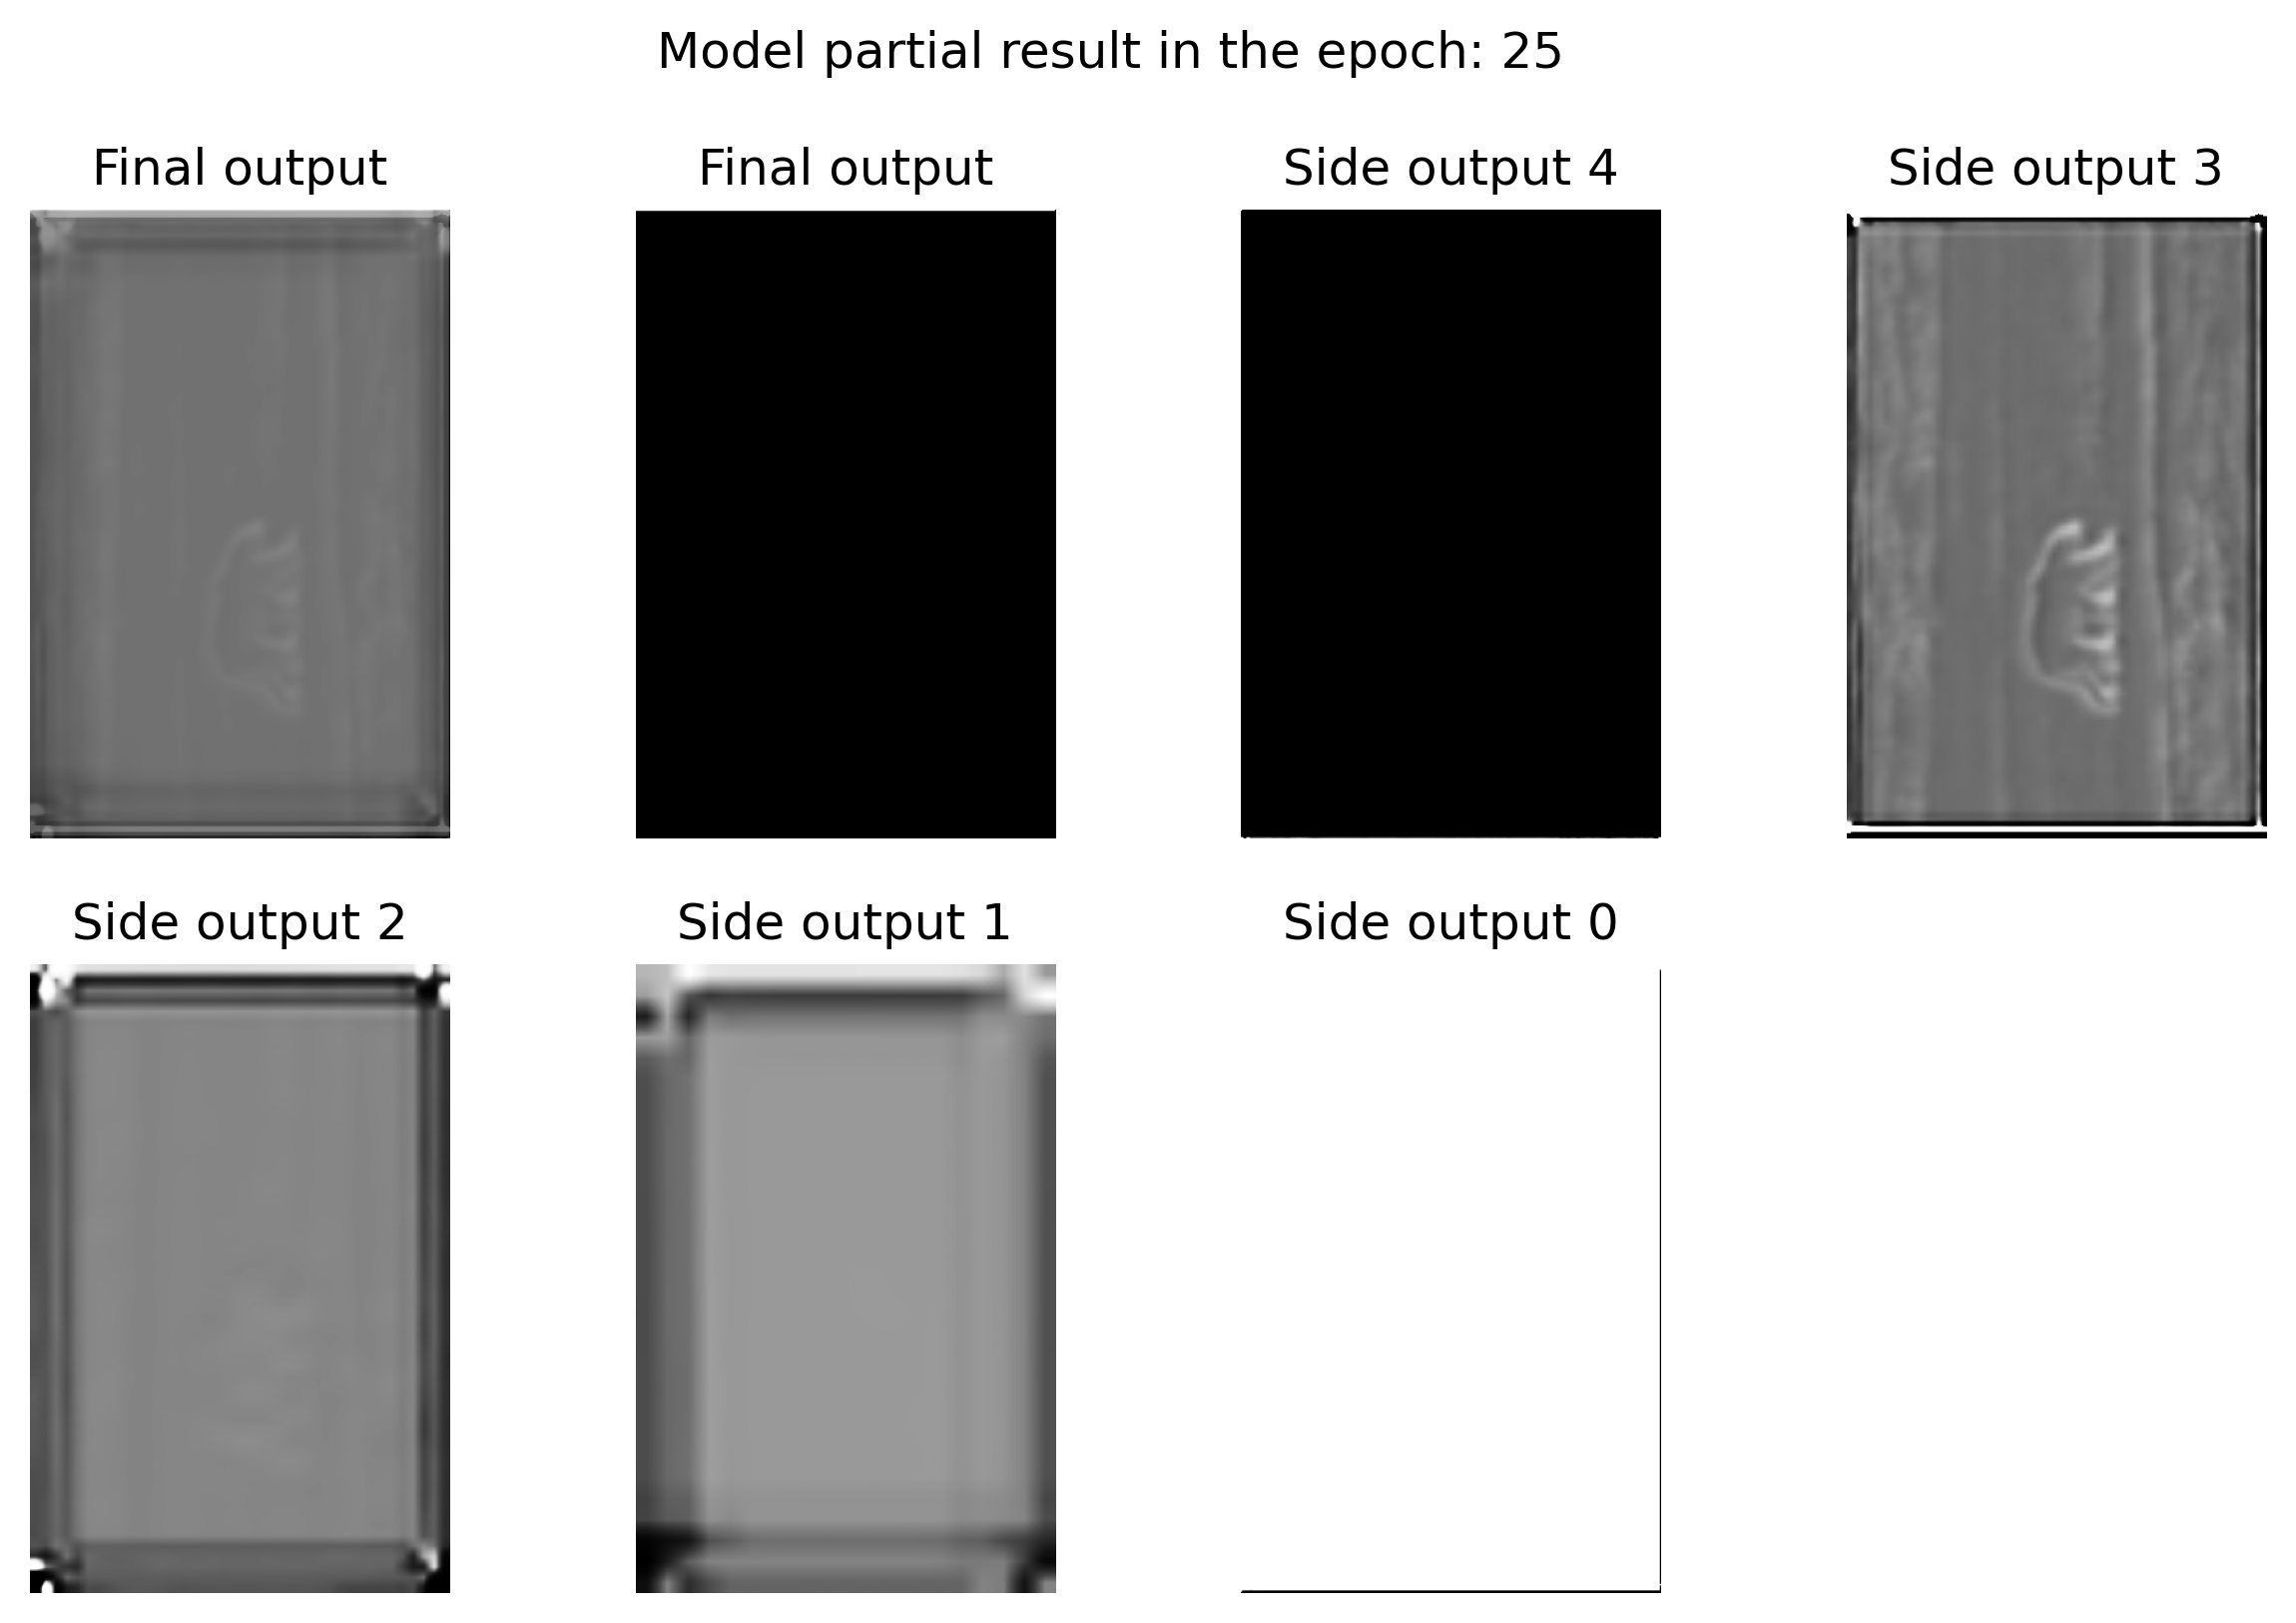 Model partial result in the epoch: 25
Final output
Final output
Side output 4
Side output 3
Side output 2
Side output 1
Side output 0